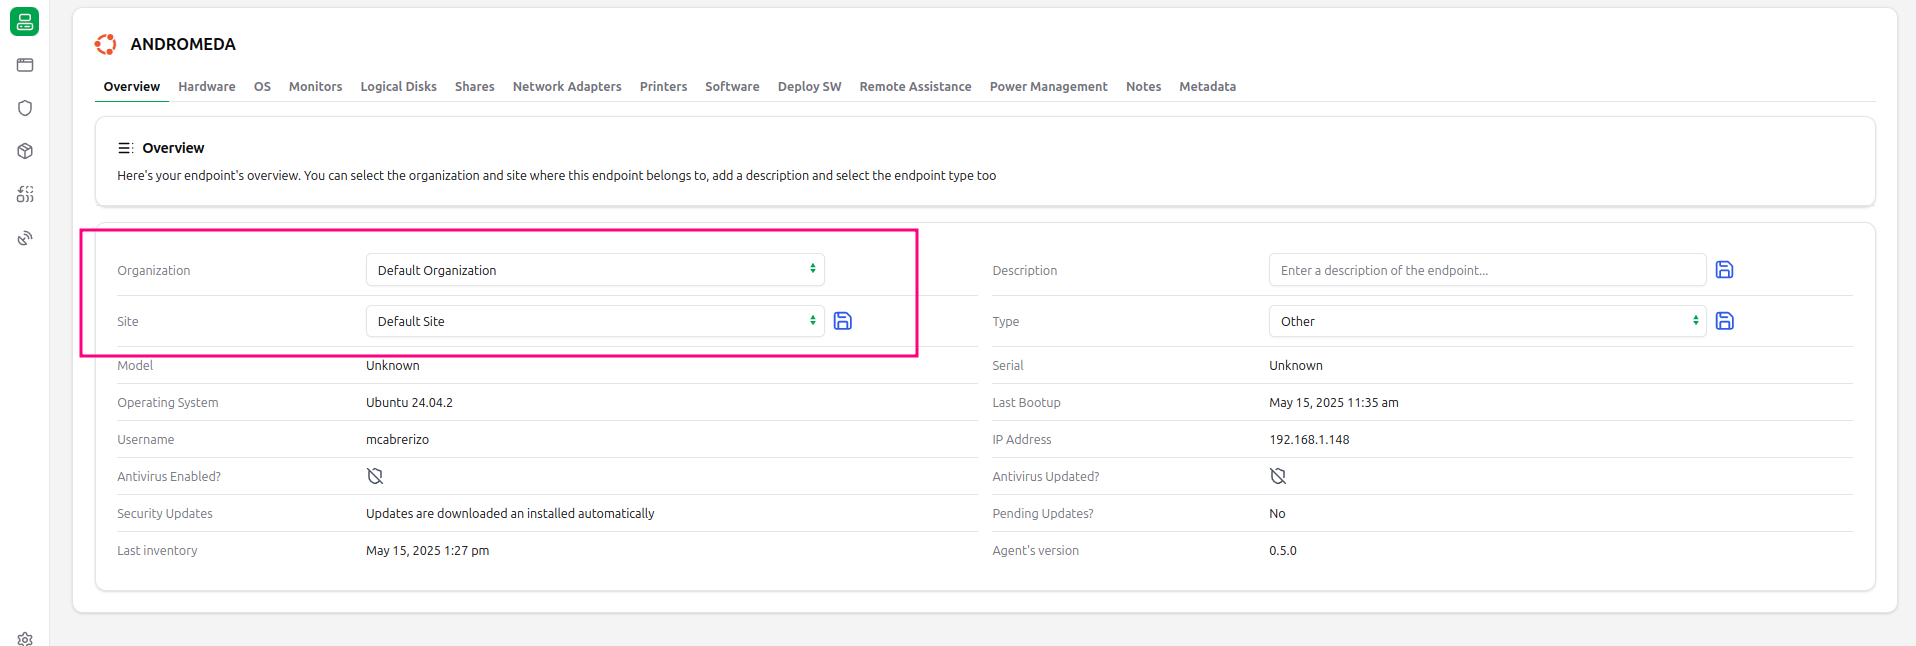 ANDROMEDA
Overview Hardware OS Monitors Logical Disks Shares Network Adapters Printers Software Deploy SW Remote Assistance Power Management Notes Metadata
Overview
Here's your endpoint's overview. You can select the organization and site where this endpoint belongs to, add a description and select the endpoint type too
Organization Default Organization Description Enter a description of the endpoint...
Site Default Site Type Other
Model Unknown Serial Unknown
Operating System Ubuntu 24.04.2 Last Bootup May 15, 2025 11:35 am
Username mcabrerizo IP Address 192.168.1.148
Antivirus Enabled? Antivirus Updated?
Security Updates Updates are downloaded an installed automatically Pending Updates? No
Last inventory May 15, 2025 1:27 pm Agent's version 0.5.0